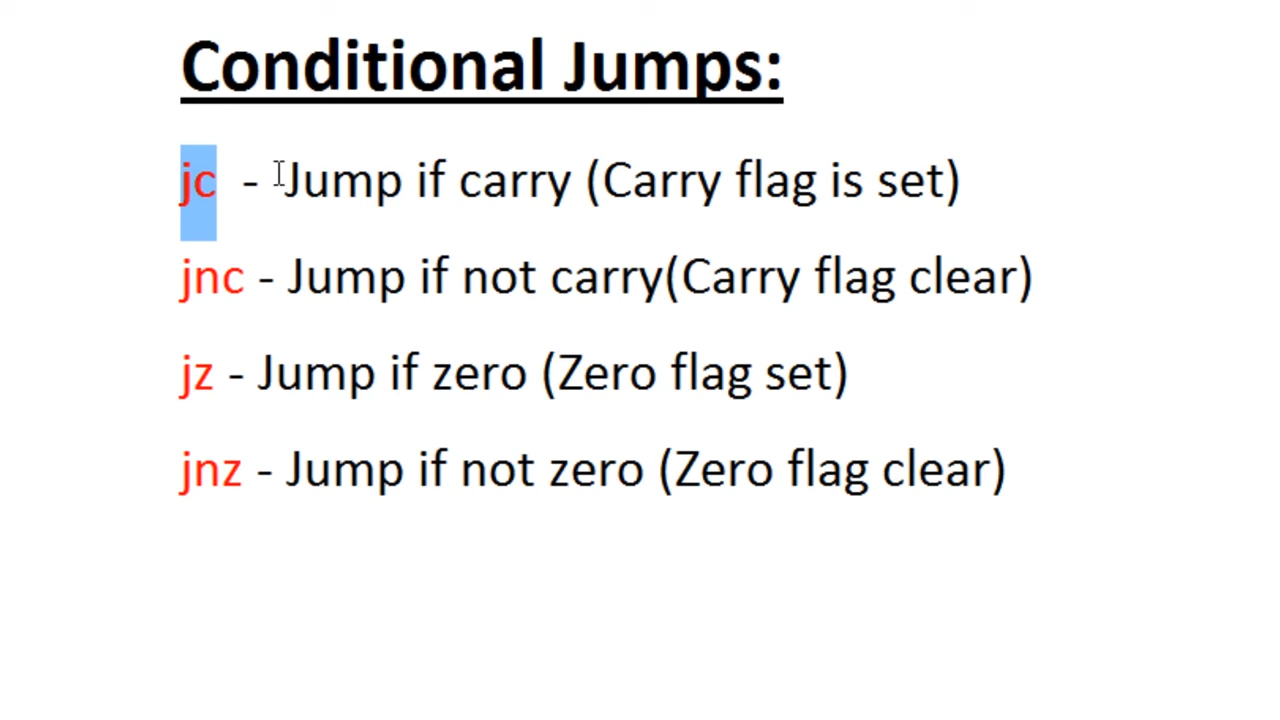 Conditional Jumps:
jc - Jump if carry (Carry flag is set)
jnc - Jump if not carry(Carry flag clear)
jz - Jump if zero (Zero flag set)
jnz - Jump if not zero (Zero flag clear)